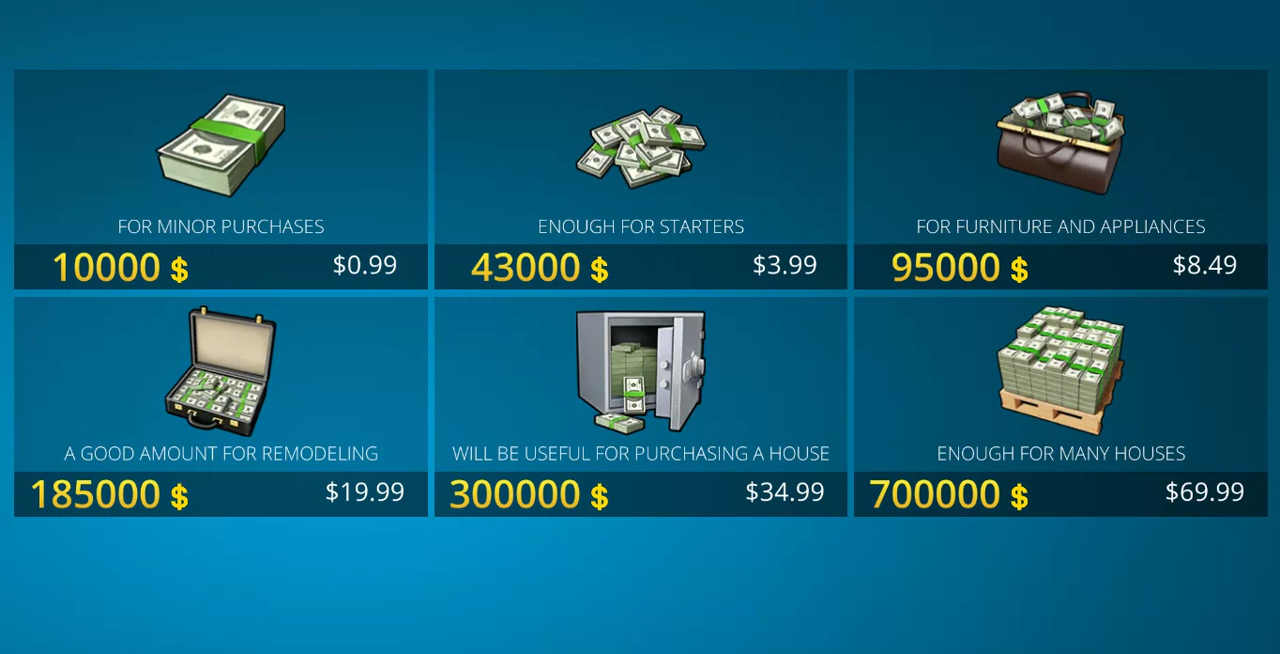 FOR MINOR PURCHASES
10000 $ $0.99
ENOUGH FOR STARTERS
43000 $ $3.99
FOR FURNITURE AND APPLIANCES
95000 $ $8.49
A GOOD AMOUNT FOR REMODELING
185000 $ $19.99
WILL BE USEFUL FOR PURCHASING A HOUSE
300000 $ $34.99
ENOUGH FOR MANY HOUSES
700000 $ $69.99